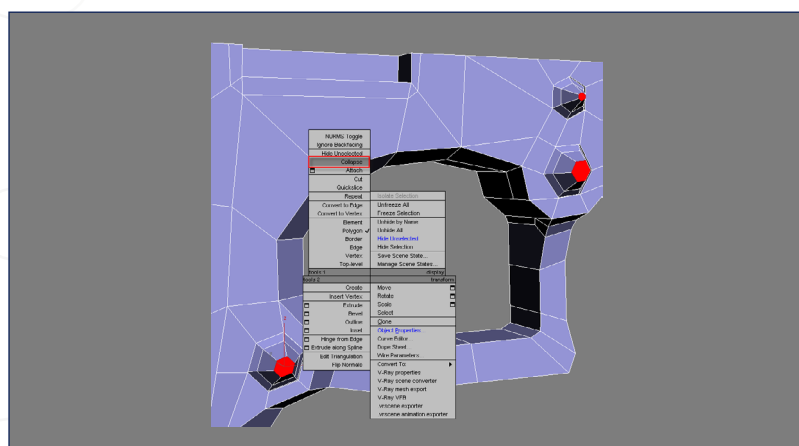 NURMS Toggle
Ignore Backfacing
Hide Unselected
Collapse
Attach
Cut
Quickslice
Repeat
Convert to Edge
Convert to Vertex
Element
Polygon
Border
Edge
Vertex
Top-level
tools 1
Isolate Selection
Unfreeze All
Freeze Selection
Unhide by Name
Unhide All
Hide Unselected
Hide Selection
Save Scene State...
Manage Scene States...
display
tools 2
Create
Insert Vertex
Extrude
Bevel
Outline
Inset
Hinge from Edge
Extrude along Spline
Edit Triangulation
Flip Normals
transform
Move
Rotate
Scale
Select
Clone
Object Properties...
Curve Editor...
Dope Sheet...
Wire Parameters...
Convert To:
V-Ray properties
V-Ray scene converter
V-Ray mesh export
V-Ray VFB
.vrscene exporter
.vrscene animation exporter